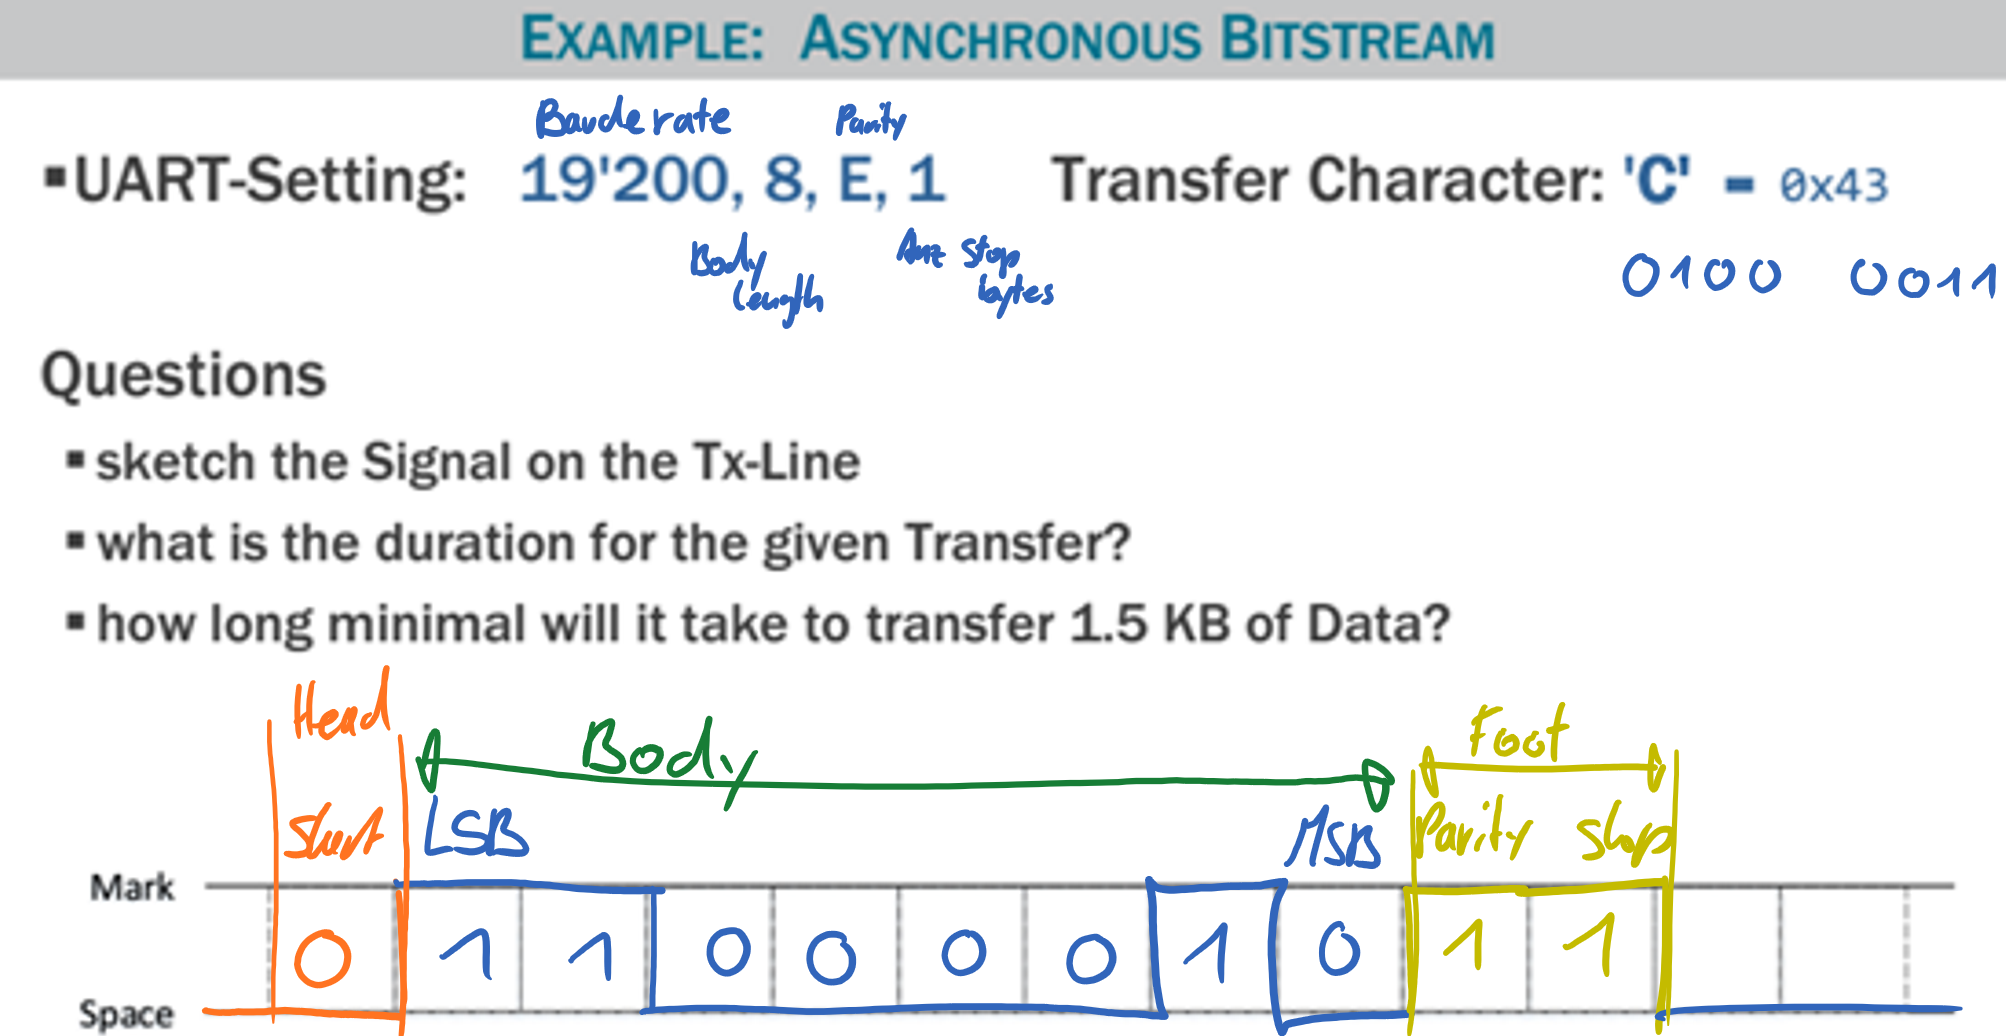 EXAMPLE: ASYNCHRONOUS BITSTREAM
Bauderate Parity
▪UART-Setting: 19'200, 8, E, 1 Transfer Character: 'C' = 0x43
Body length Anz Stop bytes 0100 0011
Questions
▪ sketch the Signal on the Tx-Line
▪ what is the duration for the given Transfer?
▪ how long minimal will it take to transfer 1.5 KB of Data?
Head Body Foot
Start LSB MSB Parity Stop
Mark
0 1 1 0 0 0 0 1 0 1 1
Space